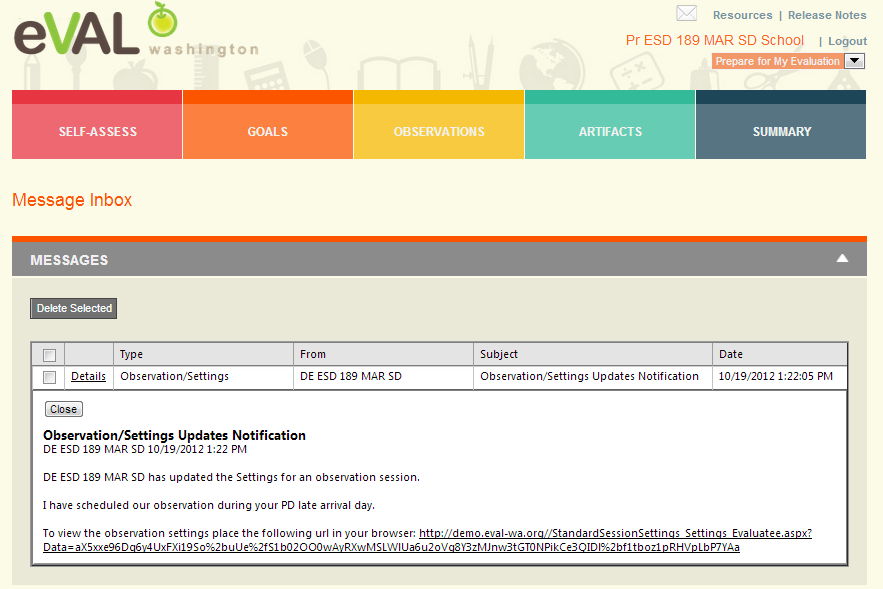 eVAL washington
Resources | Release Notes
Pr ESD 189 MAR SD School | Logout
Prepare for My Evaluation
SELF-ASSESS GOALS OBSERVATIONS ARTIFACTS SUMMARY
Message Inbox
MESSAGES
Delete Selected
Type From Subject Date
Details Observation/Settings DE ESD 189 MAR SD Observation/Settings Updates Notification 10/19/2012 1:22:05 PM
Close
Observation/Settings Updates Notification
DE ESD 189 MAR SD 10/19/2012 1:22 PM
DE ESD 189 MAR SD has updated the Settings for an observation session.
I have scheduled our observation during your PD late arrival day.
To view the observation settings place the following url in your browser: http://demo.eval-wa.org//StandardSessionSettings_Settings_Evaluatee.aspx?
Data=aX5xxe96Dq6y4UxFXi19So%2buUe%2fS1b02OO0wAyRXwMSLWIUa6u2oVq8Y3zMJnw3tGT0NPikCe3QIDI%2bf1tboz1pRHVpLbP7YAa